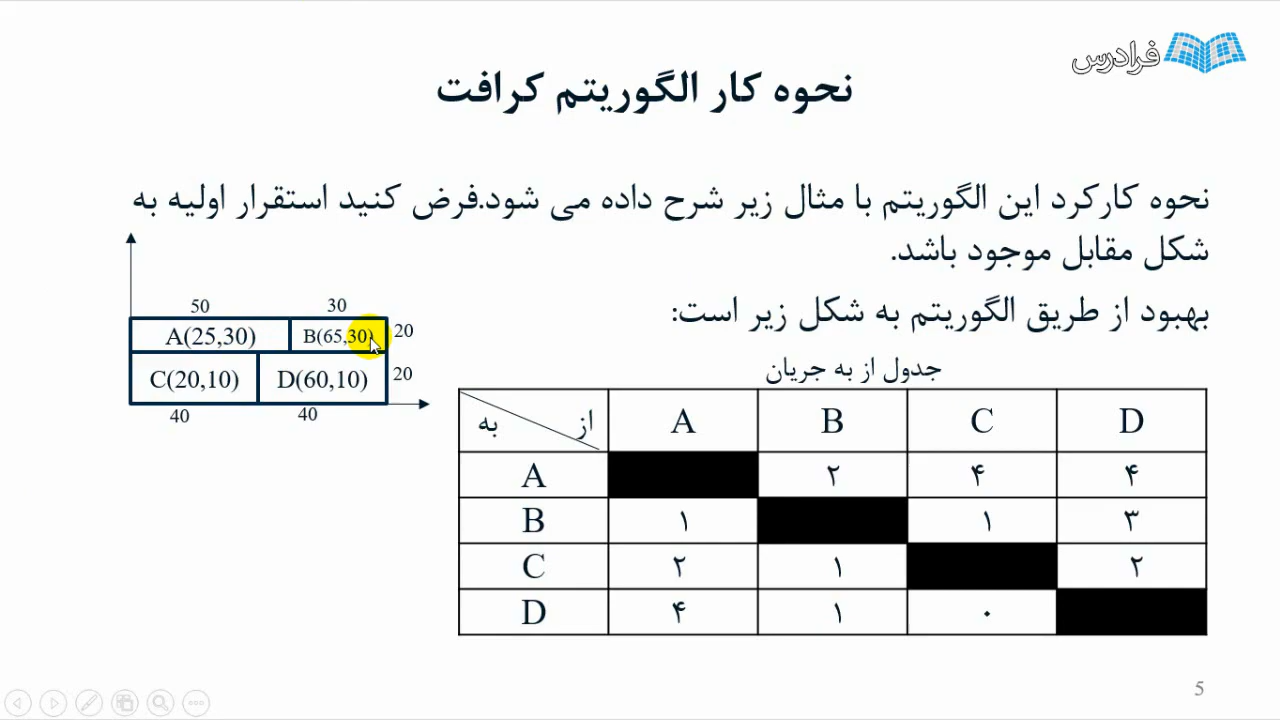 فرادرس
نحوه کار الگوریتم کرافت
نحوه کارکرد این الگوریتم با مثال زیر شرح داده می شود.فرض کنید استقرار اولیه به
شکل مقابل موجود باشد.
بهبود از طریق الگوریتم به شکل زیر است:
50 30
A(25,30) B(65,30) 20
C(20,10) D(60,10) 20
40 40
جدول از به جریان
به از A B C D
A ۲ ۴ ۴
B ۱ ۱ ۳
C ۲ ۱ ۲
D ۴ ۱ ۰
5